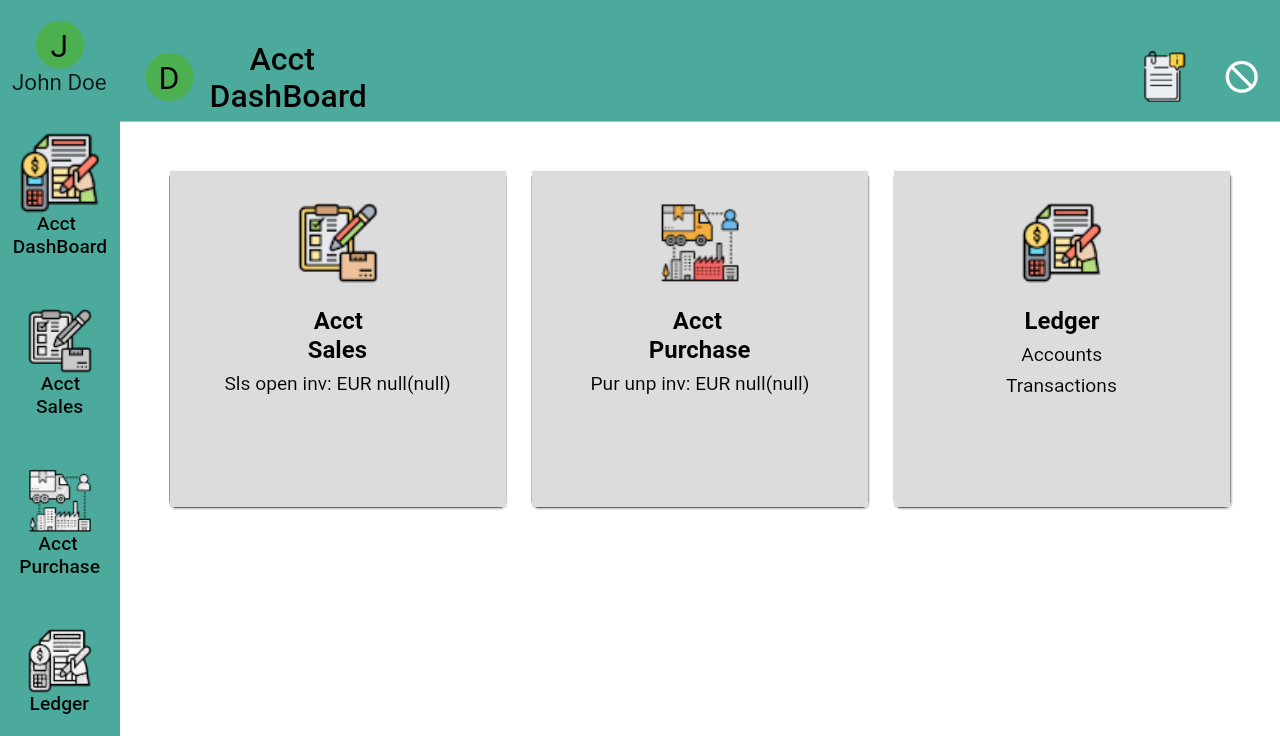 J
John Doe
D
Acct
DashBoard
Acct
DashBoard
Acct
Sales
Acct
Purchase
Ledger
Acct
Sales
Sls open inv: EUR null(null)
Acct
Purchase
Pur unp inv: EUR null(null)
Ledger
Accounts
Transactions